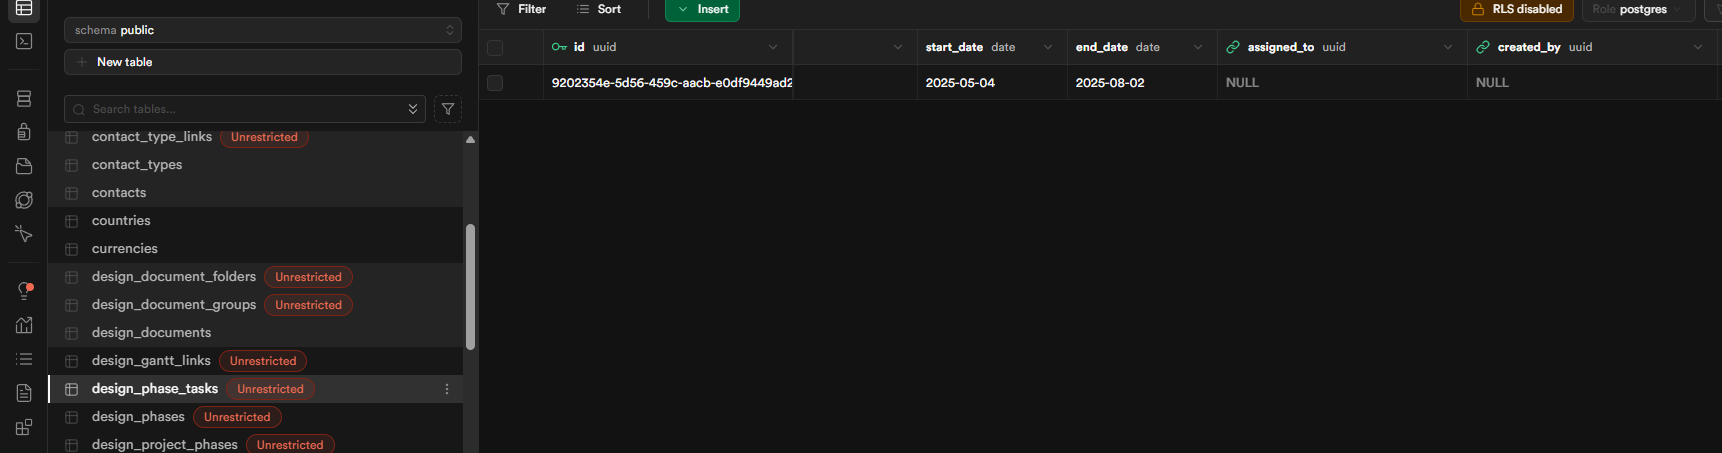 Filter Sort Insert RLS disabled Role postgres
schema public
New table
Search tables...
id uuid start_date date end_date date assigned_to uuid created_by uuid
9202354e-5d56-459c-aacb-e0df9449ad2 2025-05-04 2025-08-02 NULL NULL
contact_type_links Unrestricted
contact_types
contacts
countries
currencies
design_document_folders Unrestricted
design_document_groups Unrestricted
design_documents
design_gantt_links Unrestricted
design_phase_tasks Unrestricted
design_phases Unrestricted
design_project_phases Unrestricted